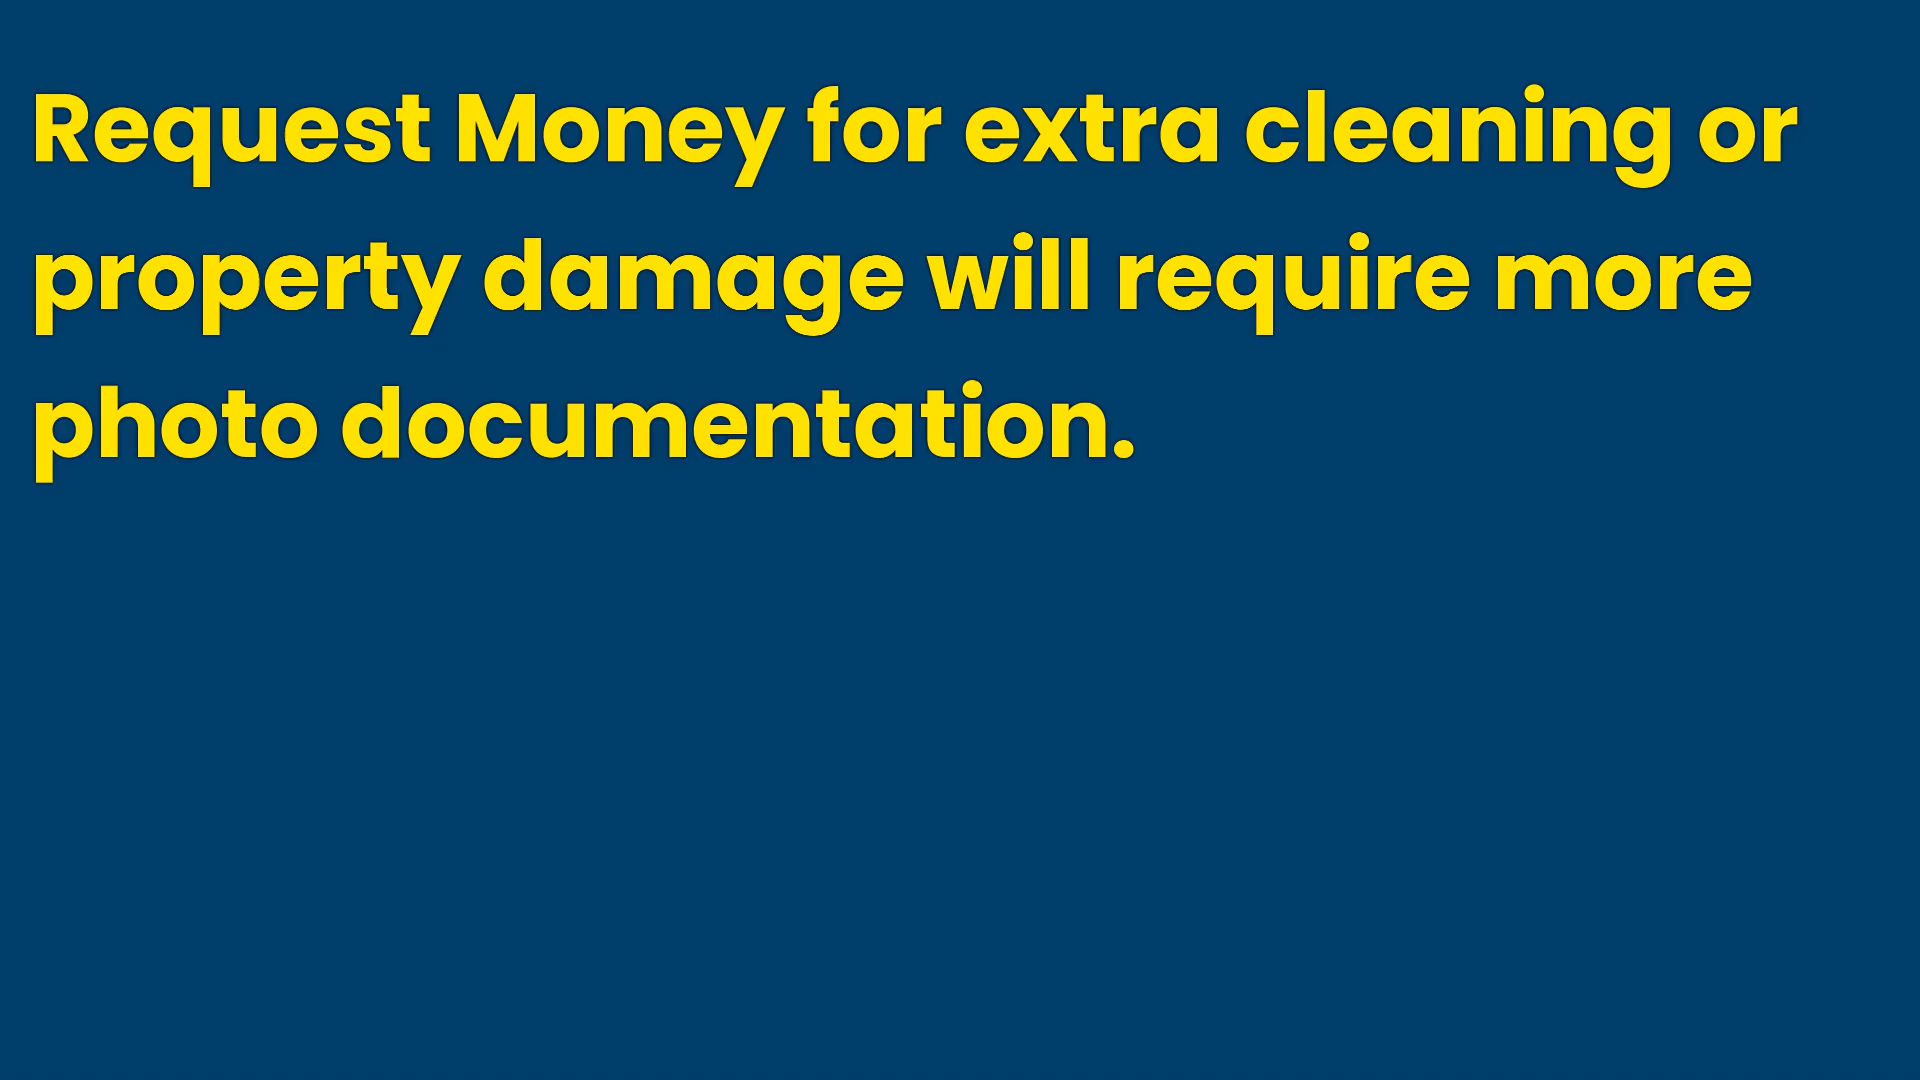 Request Money for extra cleaning or
property damage will require more
photo documentation.